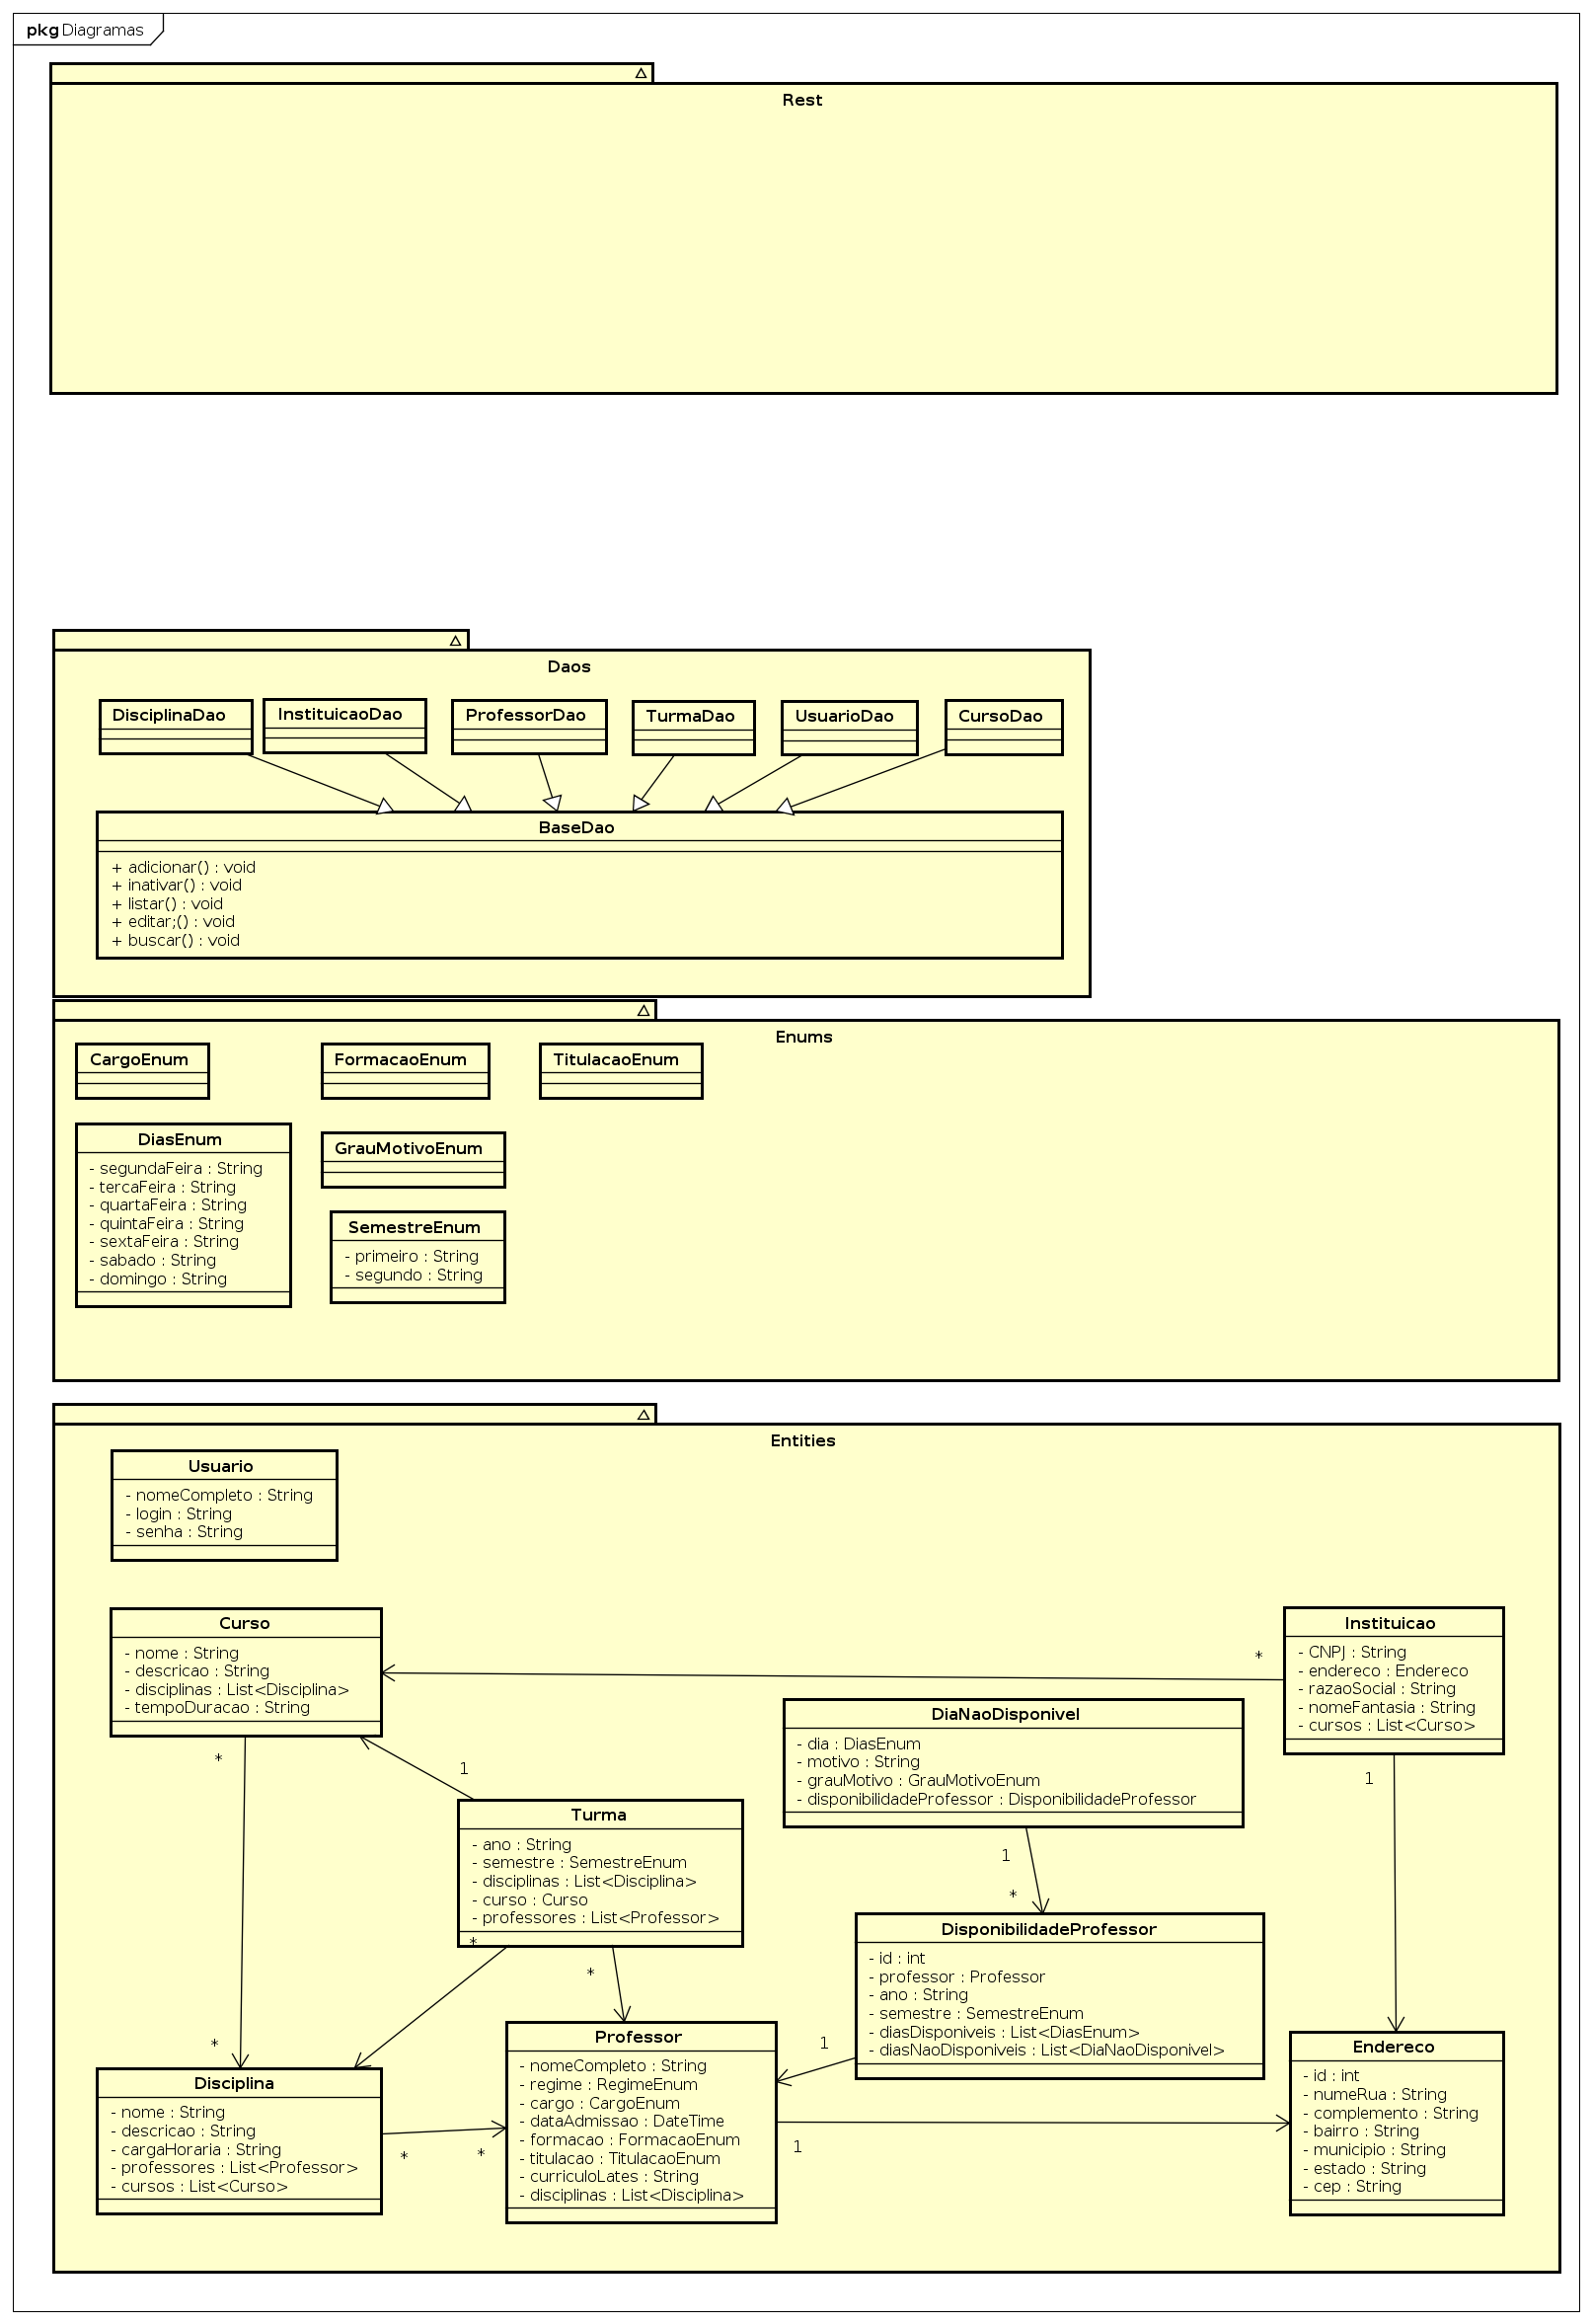 pkg Diagramas
Rest
Daos
DisciplinaDao
InstituicaoDao
ProfessorDao
TurmaDao
UsuarioDao
CursoDao
BaseDao
+ adicionar() : void
+ inativar() : void
+ listar() : void
+ editar;() : void
+ buscar() : void
Enums
CargoEnum
FormacaoEnum
TitulacaoEnum
DiasEnum
- segundaFeira : String
- tercaFeira : String
- quartaFeira : String
- quintaFeira : String
- sextaFeira : String
- sabado : String
- domingo : String
GrauMotivoEnum
SemestreEnum
- primeiro : String
- segundo : String
Entities
Usuario
- nomeCompleto : String
- login : String
- senha : String
Curso
- nome : String
- descricao : String
- disciplinas : List<Disciplina>
- tempoDuracao : String
*
Instituicao
- CNPJ : String
- endereco : Endereco
- razaoSocial : String
- nomeFantasia : String
- cursos : List<Curso>
DiaNaoDisponivel
- dia : DiasEnum
- motivo : String
- grauMotivo : GrauMotivoEnum
- disponibilidadeProfessor : DisponibilidadeProfessor
*
1
1
Turma
- ano : String
- semestre : SemestreEnum
- disciplinas : List<Disciplina>
- curso : Curso
- professores : List<Professor>
1
*
*
*
DisponibilidadeProfessor
- id : int
- professor : Professor
- ano : String
- semestre : SemestreEnum
- diasDisponiveis : List<DiasEnum>
- diasNaoDisponiveis : List<DiaNaoDisponivel>
1
*
Professor
- nomeCompleto : String
- regime : RegimeEnum
- cargo : CargoEnum
- dataAdmissao : DateTime
- formacao : FormacaoEnum
- titulacao : TitulacaoEnum
- curriculoLates : String
- disciplinas : List<Disciplina>
Endereco
- id : int
- numeRua : String
- complemento : String
- bairro : String
- municipio : String
- estado : String
- cep : String
Disciplina
- nome : String
- descricao : String
- cargaHoraria : String
- professores : List<Professor>
- cursos : List<Curso>
*
*
1